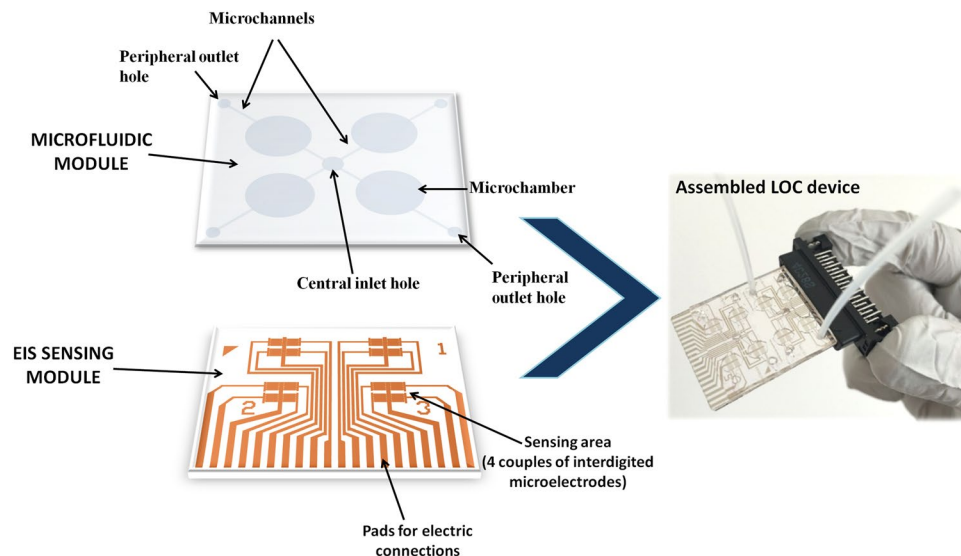 Microchannels
Peripheral outlet
hole
MICROFLUIDIC
MODULE
Microchamber
Central inlet hole
Peripheral
outlet hole
Assembled LOC device
EIS SENSING
MODULE
1
2
3
Sensing area
(4 couples of interdigited
microelectrodes)
Pads for electric
connections